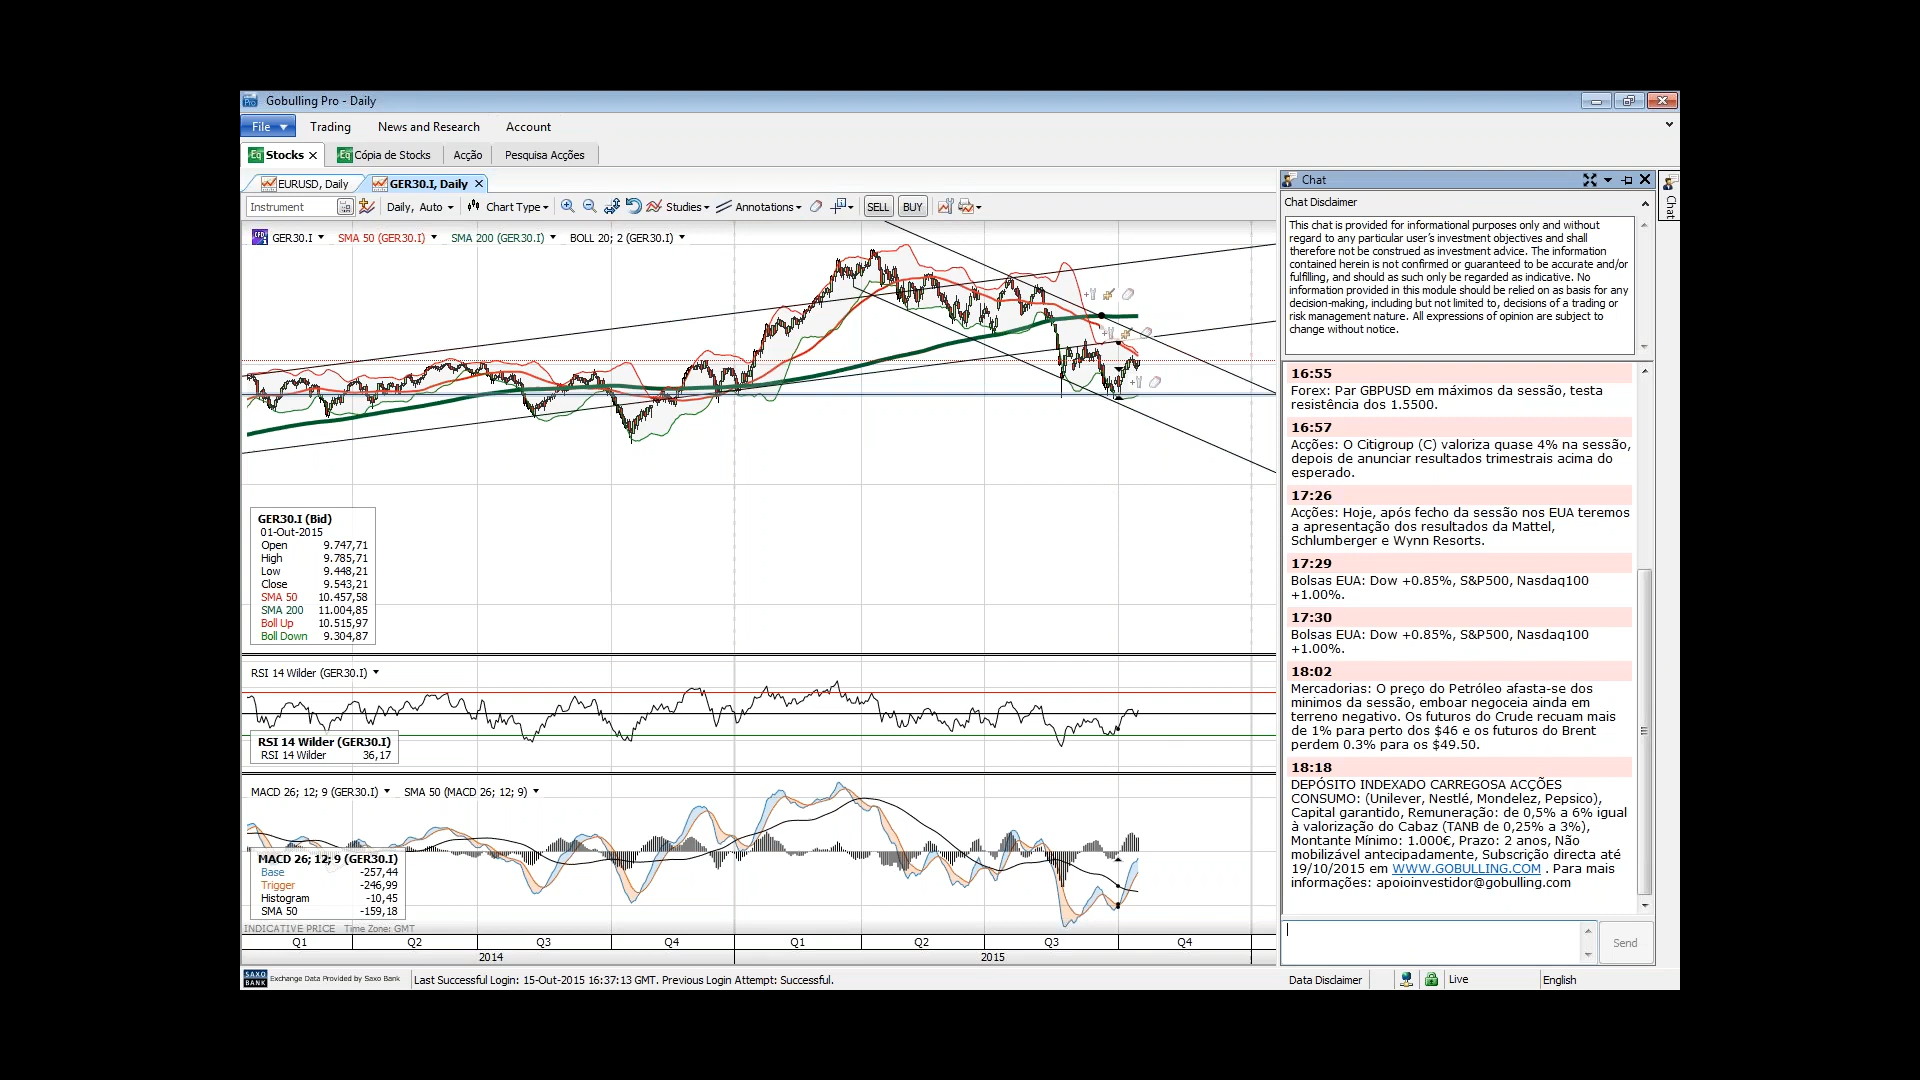 Gobulling Pro - Daily
File Trading News and Research Account
Stocks Cópia de Stocks Acção Pesquisa Acções
EURUSD, Daily GER30.I, Daily
Instrument Daily, Auto Chart Type Studies Annotations SELL BUY
GER30.I SMA 50 (GER30.I) SMA 200 (GER30.I) BOLL 20; 2 (GER30.I)
GER30.I (Bid)
01-Out-2015
Open 9.747,71
High 9.785,71
Low 9.448,21
Close 9.543,21
SMA 50 10.457,58
SMA 200 11.004,85
Boll Up 10.515,97
Boll Down 9.304,87
RSI 14 Wilder (GER30.I)
RSI 14 Wilder (GER30.I)
RSI 14 Wilder 36,17
MACD 26; 12; 9 (GER30.I) SMA 50 (MACD 26; 12; 9)
MACD 26; 12; 9 (GER30.I)
Base -257,44
Trigger -246,99
Histogram -10,45
SMA 50 -159,18
INDICATIVE PRICE Time Zone: GMT
Q1 Q2 Q3 Q4 Q1 Q2 Q3 Q4
2014 2015
Chat
Chat
Chat Disclaimer
This chat is provided for informational purposes only and without
regard to any particular user's investment objectives and shall
therefore not be construed as investment advice. The information
contained herein is not confirmed or guaranteed to be accurate and/or
fulfilling, and should as such only be regarded as indicative. No
information provided in this module should be relied on as basis for any
decision-making, including but not limited to, decisions of a trading or
risk management nature. All expressions of opinion are subject to
change without notice.
16:55
Forex: Par GBPUSD em máximos da sessão, testa
resistência dos 1.5500.
16:57
Acções: O Citigroup (C) valoriza quase 4% na sessão,
depois de anunciar resultados trimestrais acima do
esperado.
17:26
Acções: Hoje, após fecho da sessão nos EUA teremos
a apresentação dos resultados da Mattel,
Schlumberger e Wynn Resorts.
17:29
Bolsas EUA: Dow +0.85%, S&P500, Nasdaq100
+1.00%.
17:30
Bolsas EUA: Dow +0.85%, S&P500, Nasdaq100
+1.00%.
18:02
Mercadorias: O preço do Petróleo afasta-se dos
minimos da sessão, emboar negoceia ainda em
terreno negativo. Os futuros do Crude recuam mais
de 1% para perto dos $46 e os futuros do Brent
perdem 0.3% para os $49.50.
18:18
DEPÓSITO INDEXADO CARREGOSA ACÇÕES
CONSUMO: (Unilever, Nestlé, Mondelez, Pepsico),
Capital garantido, Remuneração: de 0,5% a 6% igual
à valorização do Cabaz (TANB de 0,25% a 3%),
Montante Mínimo: 1.000€, Prazo: 2 anos, Não
mobilizável antecipadamente, Subscrição directa até
19/10/2015 em WWW.GOBULLING.COM . Para mais
informações: apoioinvestidor@gobulling.com
Send
SAXO BANK Exchange Data Provided by Saxo Bank Last Successful Login: 15-Out-2015 16:37:13 GMT. Previous Login Attempt: Successful. Data Disclaimer Live English